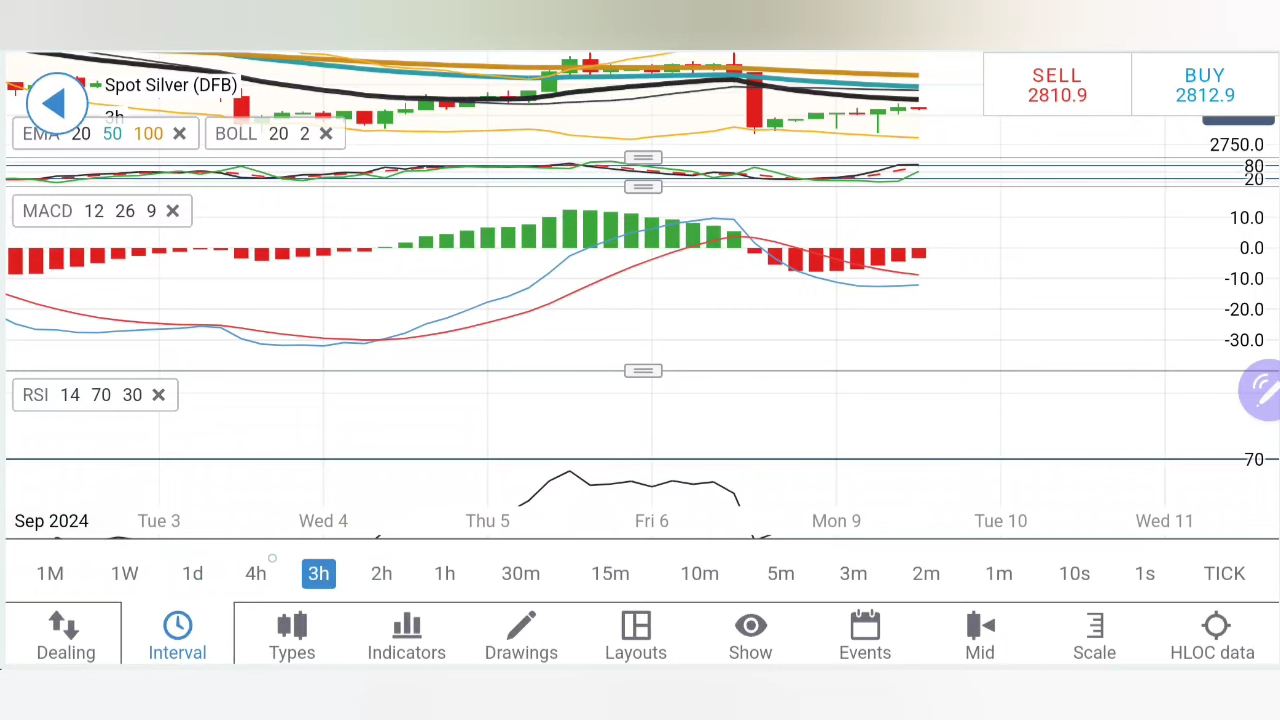 Spot Silver (DFB)
3h
SELL
2810.9
BUY
2812.9
EMA 20 50 100
BOLL 20 2
2750.0
80
20
MACD 12 26 9
10.0
0.0
-10.0
-20.0
-30.0
RSI 14 70 30
70
Sep 2024 Tue 3 Wed 4 Thu 5 Fri 6 Mon 9 Tue 10 Wed 11
1M 1W 1d 4h 3h 2h 1h 30m 15m 10m 5m 3m 2m 1m 10s 1s TICK
Dealing Interval Types Indicators Drawings Layouts Show Events Mid Scale HLOC data